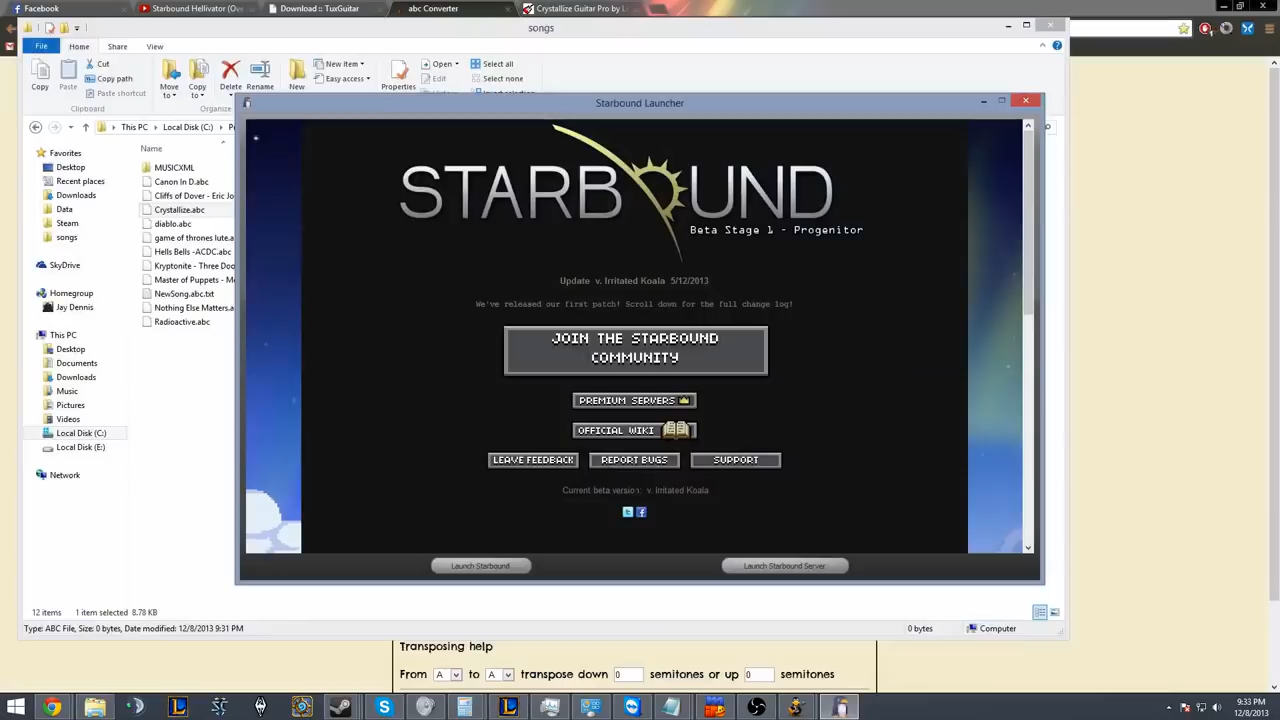 Facebook
Starbound Hellivator (Ove
Download :: TuxGuitar
abc Converter
Crystallize Guitar Pro by L
songs
File Home Share View
Copy Paste Cut Copy path Paste shortcut
Clipboard
Move to Copy to Delete Rename
Organize
New New item Easy access
Properties Open Edit
Select all
Select none
This PC Local Disk (C:)
Starbound Launcher
Name
Favorites
Desktop
Recent places
Downloads
Data
Steam
songs
SkyDrive
Homegroup
Jay Dennis
This PC
Desktop
Documents
Downloads
Music
Pictures
Videos
Local Disk (C:)
Local Disk (E:)
Network
MUSICXML
Canon In D.abc
Cliffs of Dover - Eric Jo
Crystallize.abc
diablo.abc
game of thrones lute.a
Hells Bells -ACDC.abc
Kryptonite - Three Doo
Master of Puppets - M
NewSong.abc.txt
Nothing Else Matters.a
Radioactive.abc
STARBOUND
Beta Stage 1 - Progenitor
Update v. Irritated Koala 5/12/2013
We've released our first patch! Scroll down for the full change log!
JOIN THE STARBOUND
COMMUNITY
PREMIUM SERVERS
OFFICIAL WIKI
LEAVE FEEDBACK REPORT BUGS SUPPORT
Current beta version: v. Irritated Koala
Launch Starbound Launch Starbound Server
12 items 1 item selected 8.78 KB
Type: ABC File, Size: 0 bytes, Date modified: 12/8/2013 9:31 PM 0 bytes Computer
Transposing help
From A to A transpose down 0 semitones or up 0 semitones
9:33 PM
12/8/2013